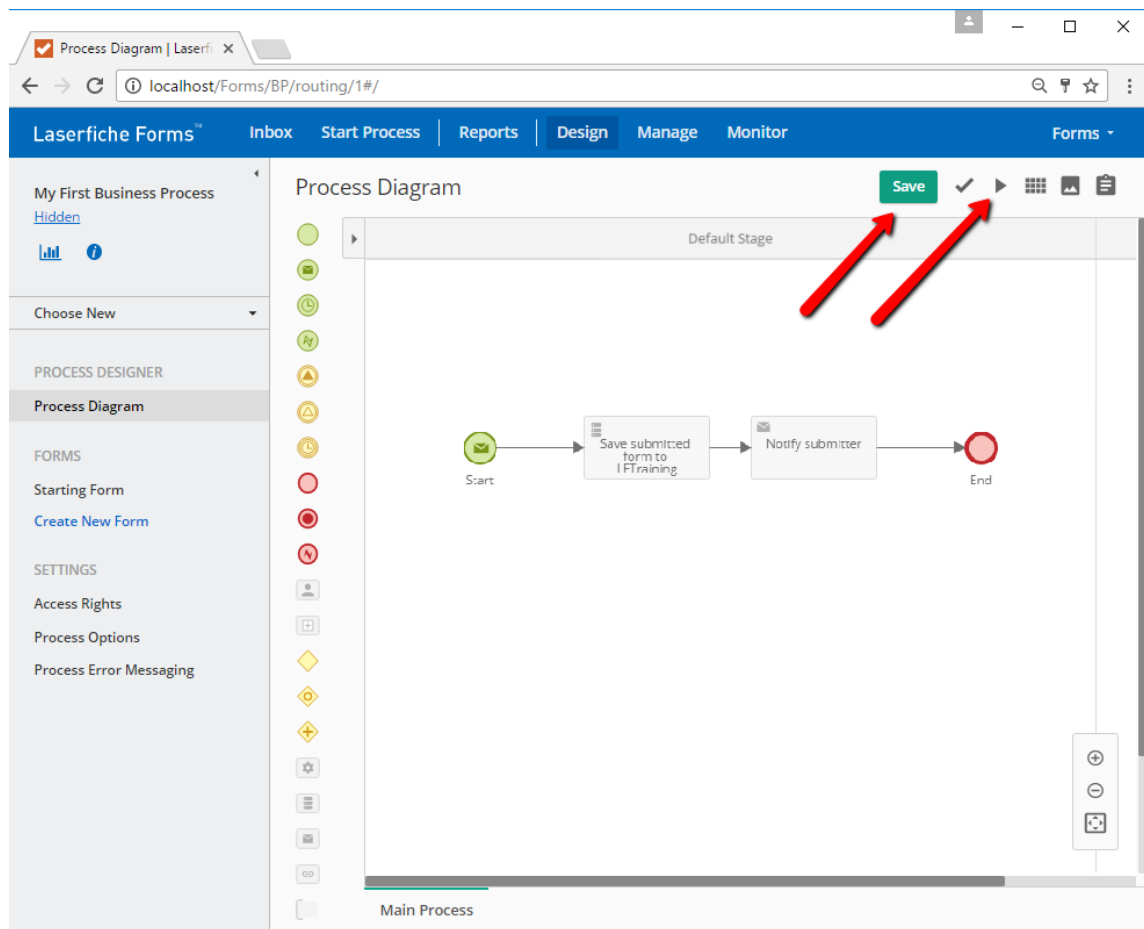 Process Diagram | Laserfi
localhost/Forms/BP/routing/1#/
Laserfiche Forms™ Inbox Start Process Reports Design Manage Monitor Forms
My First Business Process
Hidden
Choose New
PROCESS DESIGNER
Process Diagram
FORMS
Starting Form
Create New Form
SETTINGS
Access Rights
Process Options
Process Error Messaging
Process Diagram
Save
Default Stage
Start
Save submitted
form to
LFTraining
Notify submitter
End
Main Process